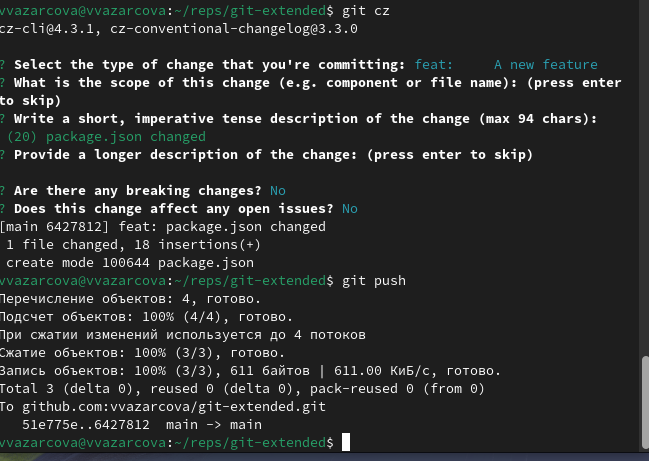 vvazarcova@vvazarcova:~/reps/git-extended$ git cz
cz-cli@4.3.1, cz-conventional-changelog@3.3.0

? Select the type of change that you're committing: feat:     A new feature
? What is the scope of this change (e.g. component or file name): (press enter
to skip)
? Write a short, imperative tense description of the change (max 94 chars):
 (20) package.json changed
? Provide a longer description of the change: (press enter to skip)

? Are there any breaking changes? No
? Does this change affect any open issues? No
[main 6427812] feat: package.json changed
 1 file changed, 18 insertions(+)
 create mode 100644 package.json
vvazarcova@vvazarcova:~/reps/git-extended$ git push
Перечисление объектов: 4, готово.
Подсчет объектов: 100% (4/4), готово.
При сжатии изменений используется до 4 потоков
Сжатие объектов: 100% (3/3), готово.
Запись объектов: 100% (3/3), 611 байтов | 611.00 КиБ/с, готово.
Total 3 (delta 0), reused 0 (delta 0), pack-reused 0 (from 0)
To github.com:vvazarcova/git-extended.git
   51e775e..6427812  main -> main
vvazarcova@vvazarcova:~/reps/git-extended$